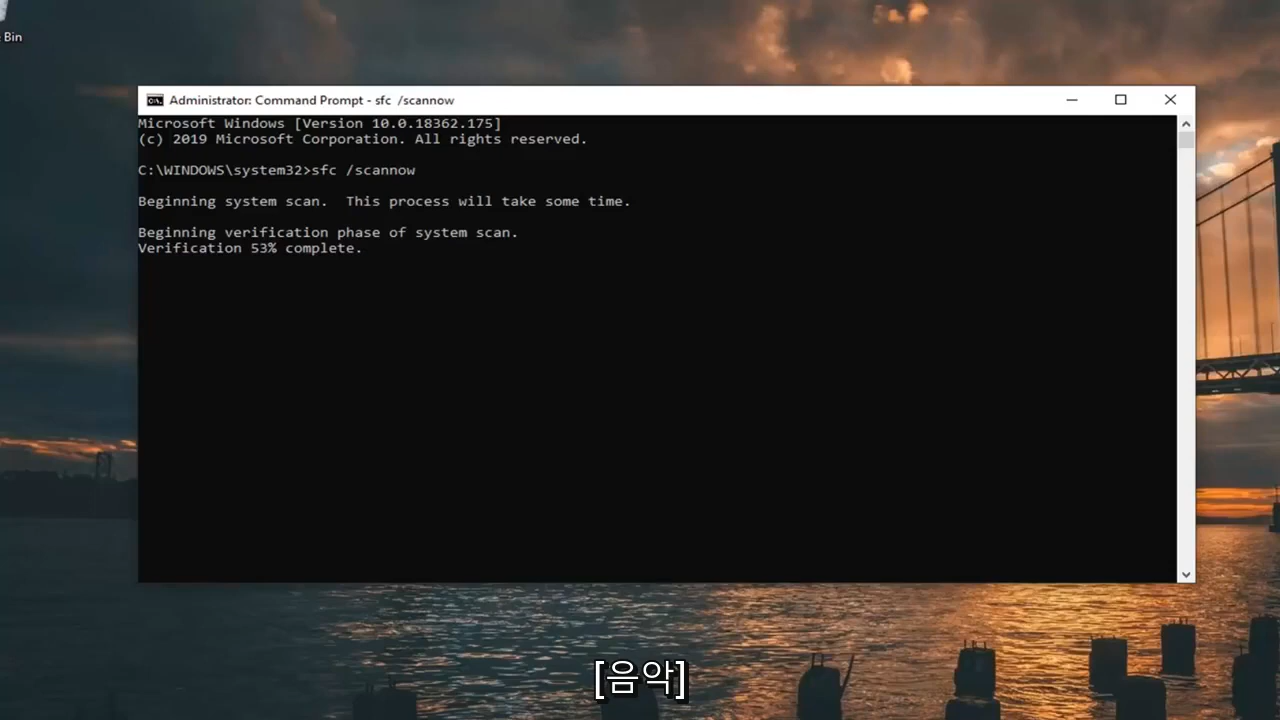 Bin
Administrator: Command Prompt - sfc  /scannow
Microsoft Windows [Version 10.0.18362.175]
(c) 2019 Microsoft Corporation. All rights reserved.
C:\WINDOWS\system32>sfc /scannow
Beginning system scan.  This process will take some time.
Beginning verification phase of system scan.
Verification 53% complete.
[음악]